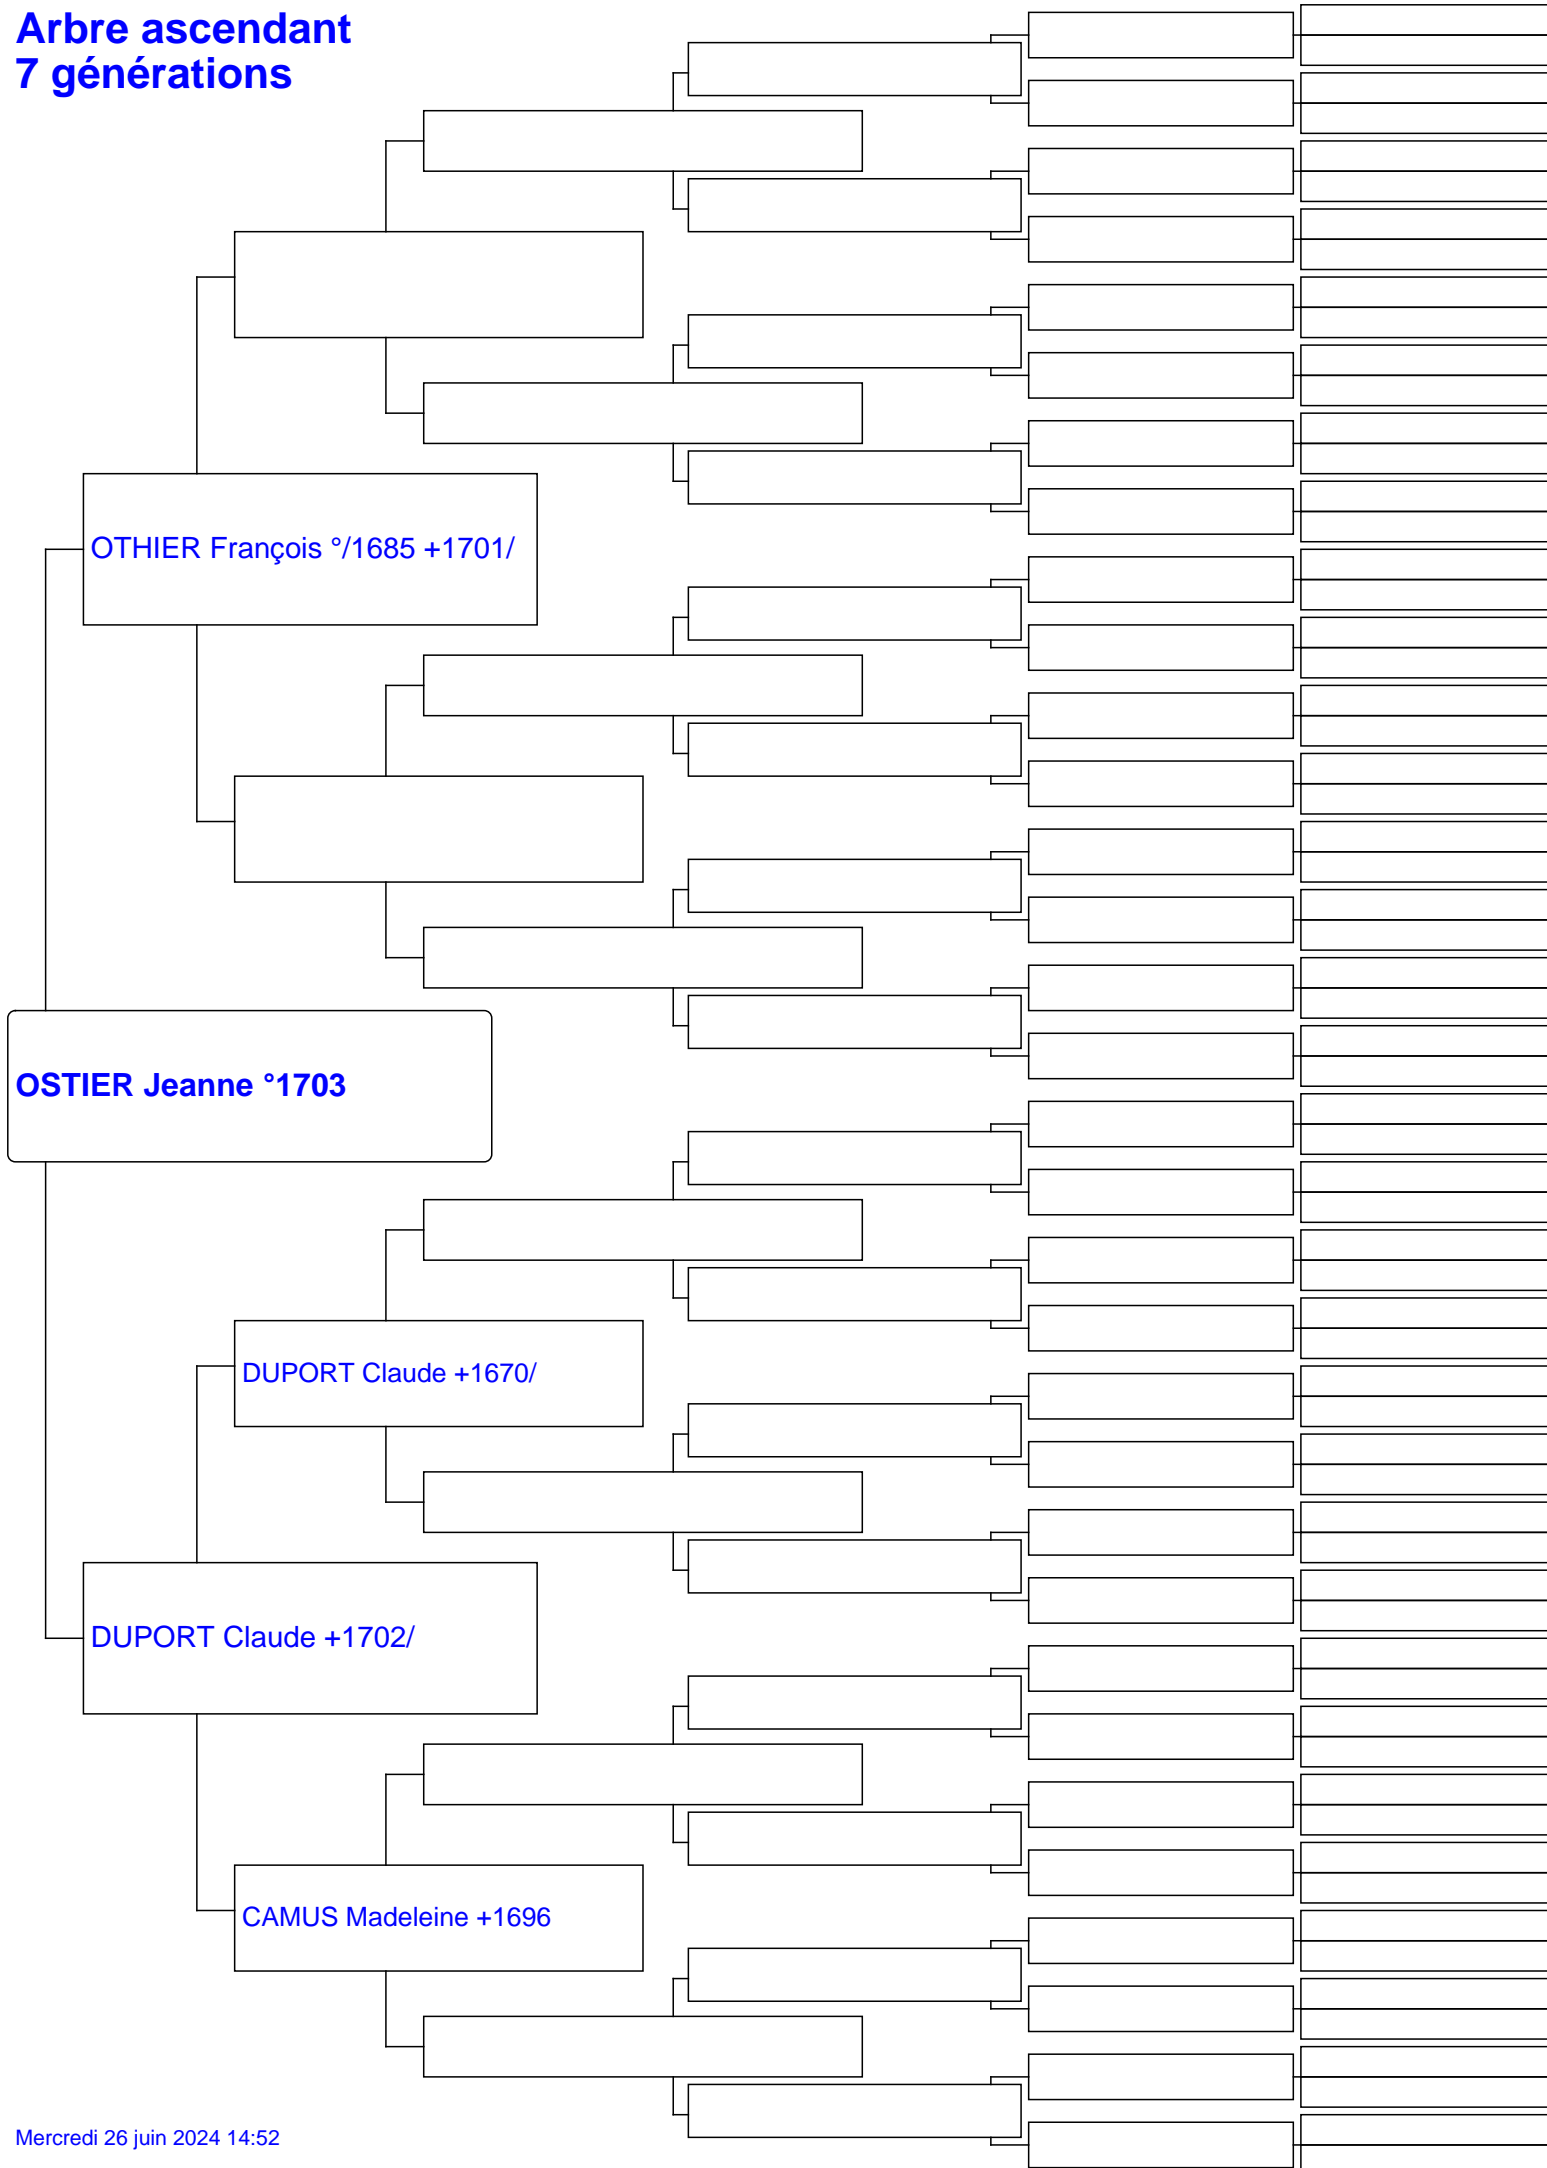 Arbre ascendant
7 générations
OTHIER François °/1685 +1701/
OSTIER Jeanne °1703
DUPORT Claude +1670/
DUPORT Claude +1702/
CAMUS Madeleine +1696
Mercredi 26 juin 2024 14:52